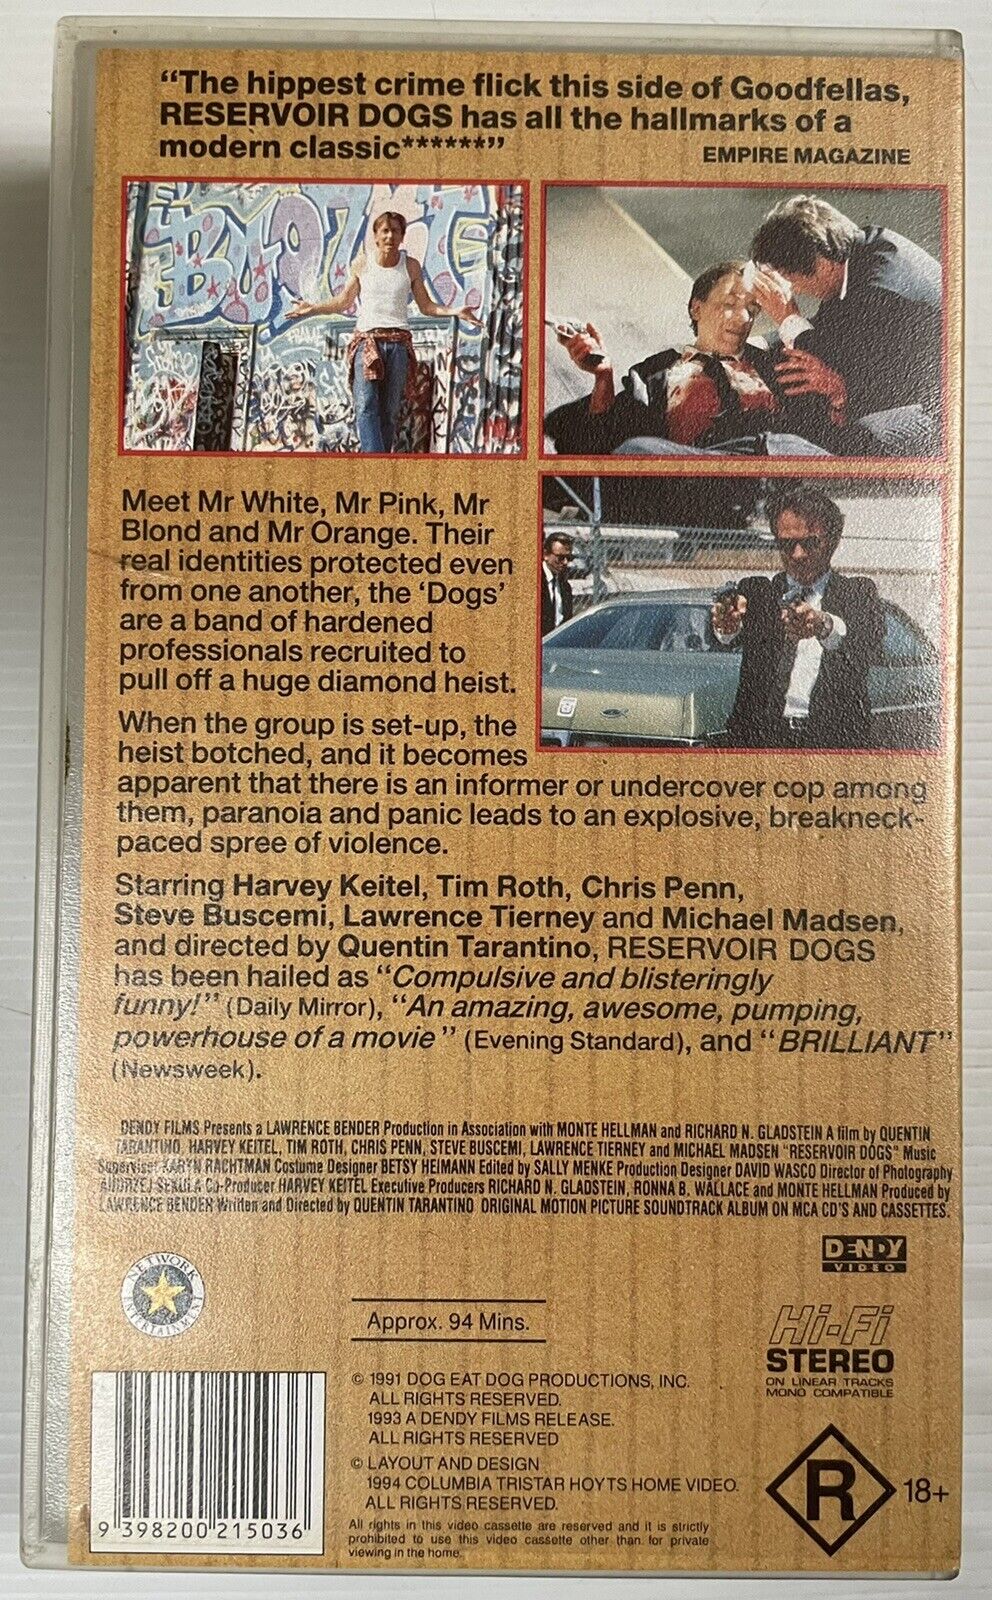 “The hippest crime flick this side of Goodfellas,
RESERVOIR DOGS has all the hallmarks of a
modern classic******”
EMPIRE MAGAZINE
Meet Mr White, Mr Pink, Mr
Blond and Mr Orange. Their
real identities protected even
from one another, the ‘Dogs’
are a band of hardened
professionals recruited to
pull off a huge diamond heist.
When the group is set-up, the
heist botched, and it becomes
apparent that there is an informer or undercover cop among
them, paranoia and panic leads to an explosive, breakneck-
paced spree of violence.
Starring Harvey Keitel, Tim Roth, Chris Penn,
Steve Buscemi, Lawrence Tierney and Michael Madsen,
and directed by Quentin Tarantino, RESERVOIR DOGS
has been hailed as “Compulsive and blisteringly
funny!” (Daily Mirror), “An amazing, awesome, pumping,
powerhouse of a movie” (Evening Standard), and “BRILLIANT”
(Newsweek).
DENDY FILMS Presents a LAWRENCE BENDER Production in Association with MONTE HELLMAN and RICHARD N. GLADSTEIN A film by QUENTIN
TARANTINO, HARVEY KEITEL, TIM ROTH, CHRIS PENN, STEVE BUSCEMI, LAWRENCE TIERNEY and MICHAEL MADSEN "RESERVOIR DOGS" Music
Supervisor KARYN RACHTMAN Costume Designer BETSY HEIMANN Edited by SALLY MENKE Production Designer DAVID WASCO Director of Photography
ANDRZEJ SEKULA Co-Producer HARVEY KEITEL Executive Producers RICHARD N. GLADSTEIN, RONNA B. WALLACE and MONTE HELLMAN Produced by
LAWRENCE BENDER Written and Directed by QUENTIN TARANTINO ORIGINAL MOTION PICTURE SOUNDTRACK ALBUM ON MCA CD'S AND CASSETTES.
DENDY
VIDEO
NETWORK
ENTERTAINMENT
Approx. 94 Mins.
Hi-Fi
STEREO
ON LINEAR TRACKS
MONO COMPATIBLE
© 1991 DOG EAT DOG PRODUCTIONS, INC.
ALL RIGHTS RESERVED.
1993 A DENDY FILMS RELEASE.
ALL RIGHTS RESERVED
© LAYOUT AND DESIGN
1994 COLUMBIA TRISTAR HOYTS HOME VIDEO.
ALL RIGHTS RESERVED.
All rights in this video cassette are reserved and it is strictly
prohibited to use this video cassette other than for private
viewing in the home.
9 398200 215036
R 18+